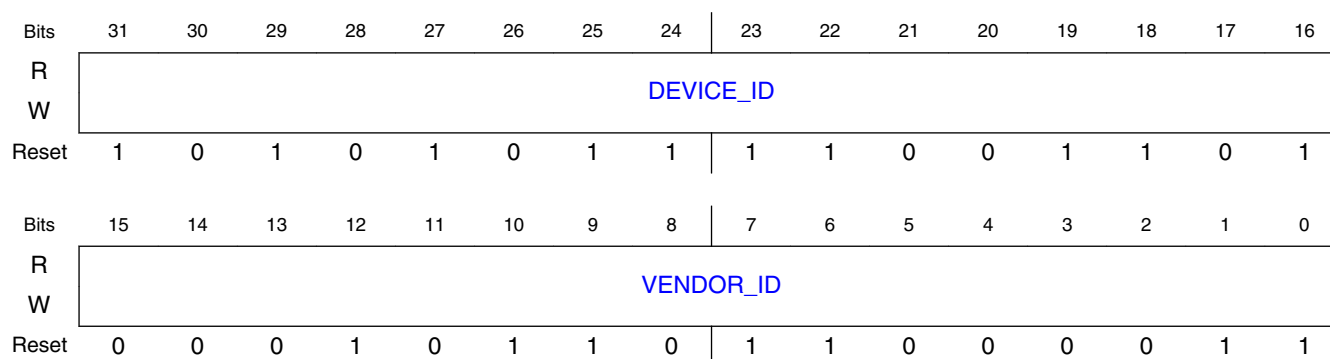 Bits 31 30 29 28 27 26 25 24 23 22 21 20 19 18 17 16
R
DEVICE_ID
W
Reset 1 0 1 0 1 0 1 1 1 1 0 0 1 1 0 1
Bits 15 14 13 12 11 10 9 8 7 6 5 4 3 2 1 0
R
VENDOR_ID
W
Reset 0 0 0 1 0 1 1 0 1 1 0 0 0 0 1 1